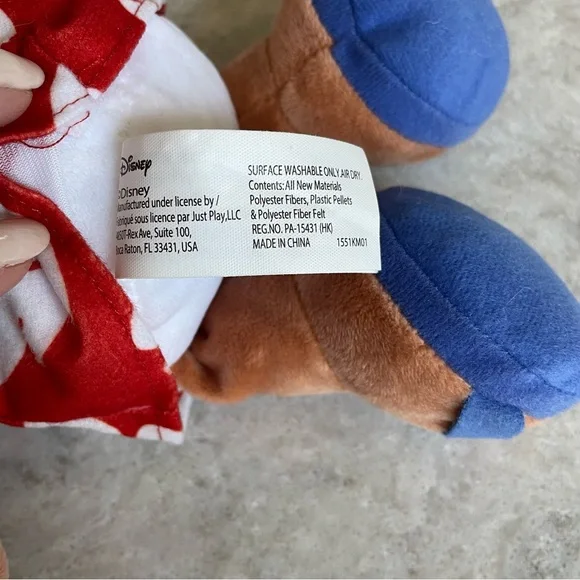 Disney
©Disney
Manufactured under license by /
Fabriqué sous licence par Just Play,LLC
4850T-Rex Ave, Suite 100,
Boca Raton, FL 33431, USA
SURFACE WASHABLE ONLY.AIR DRY.
Contents: All New Materials
Polyester Fibers, Plastic Pellets
& Polyester Fiber Felt
REG.NO. PA-15431 (HK)
MADE IN CHINA 1551KM01